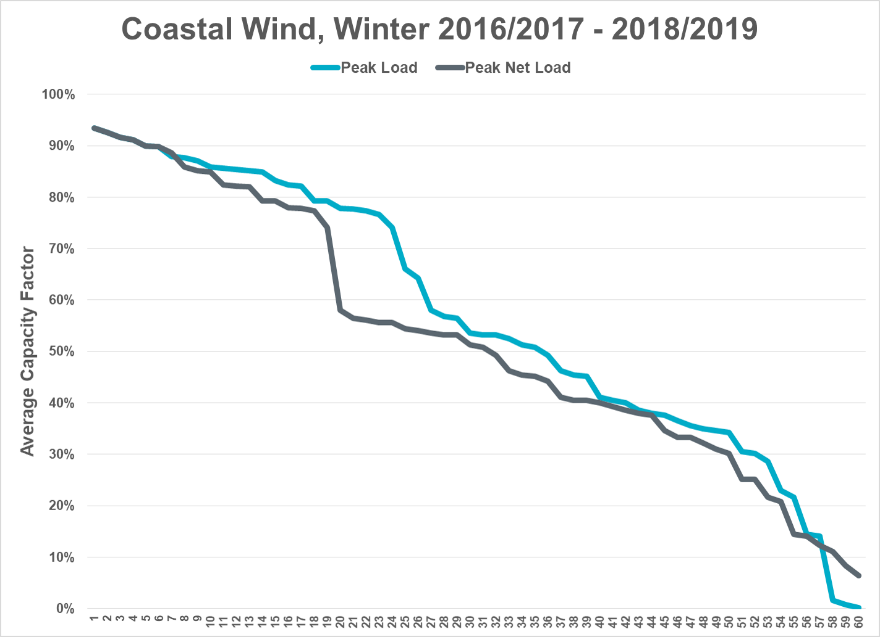 Coastal Wind, Winter 2016/2017 - 2018/2019
Peak Load Peak Net Load
100%
90%
80%
70%
60%
50%
40%
30%
20%
10%
0%
Average Capacity Factor
1 2 3 4 5 6 7 8 9 10 11 12 13 14 15 16 17 18 19 20 21 22 23 24 25 26 27 28 29 30 31 32 33 34 35 36 37 38 39 40 41 42 43 44 45 46 47 48 49 50 51 52 53 54 55 56 57 58 59 60